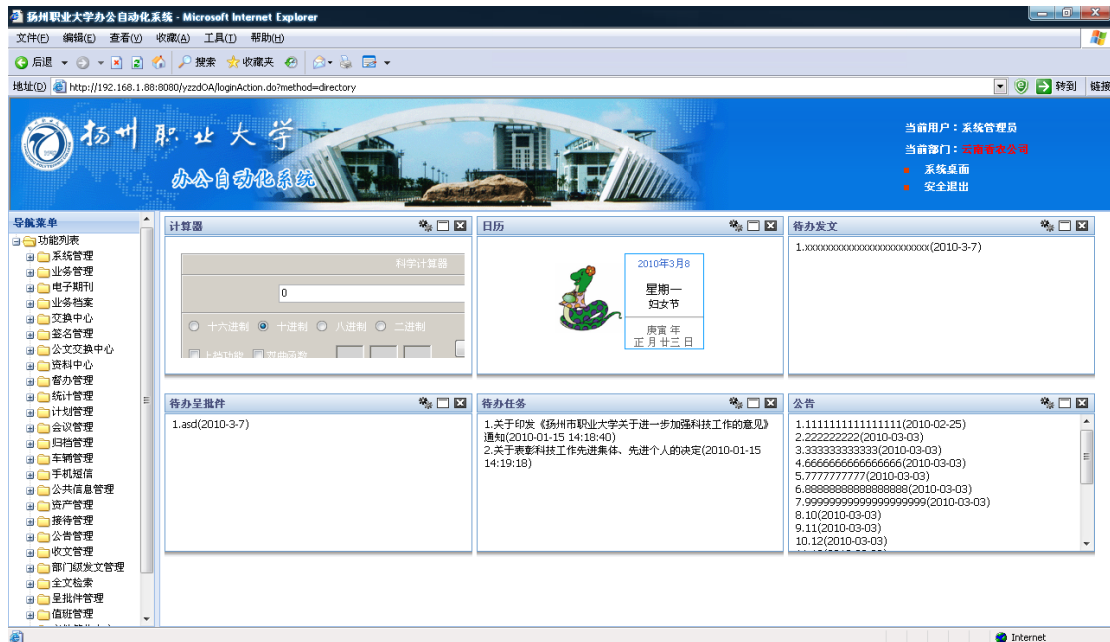 扬州职业大学办公自动化系统 - Microsoft Internet Explorer
文件(F) 编辑(E) 查看(V) 收藏(A) 工具(T) 帮助(H)
后退 搜索 收藏夹
地址(D) http://192.168.1.88:8080/yzzdOA/loginAction.do?method=directory 转到 链接
扬州职业大学
办公自动化系统
当前用户：系统管理员
当前部门：
系统桌面
安全退出
导航菜单
功能列表
系统管理
业务管理
电子期刊
业务档案
交换中心
签名管理
公文交换中心
资料中心
督办管理
统计管理
计划管理
会议管理
归档管理
车辆管理
手机短信
公共信息管理
资产管理
接待管理
公告管理
收文管理
部门级发文管理
全文检索
呈批件管理
值班管理
计算器
科学计算器
0
十六进制 十进制 八进制 二进制
上档功能 双曲函数
日历
2010年3月8
星期一
妇女节
庚寅 年
正 月 廿三 日
待办发文
1.xxxxxxxxxxxxxxxxxxxxxxxx(2010-3-7)
待办呈批件
1.asd(2010-3-7)
待办任务
1.关于印发《扬州市职业大学关于进一步加强科技工作的意见》
通知(2010-01-15 14:18:40)
2.关于表彰科技工作先进集体、先进个人的决定(2010-01-15
14:19:18)
公告
1.1111111111111111(2010-02-25)
2.222222222(2010-03-03)
3.333333333333(2010-03-03)
4.6666666666666666(2010-03-03)
5.7777777777(2010-03-03)
6.88888888888888888(2010-03-03)
7.9999999999999999999(2010-03-03)
8.10(2010-03-03)
9.11(2010-03-03)
10.12(2010-03-03)
Internet